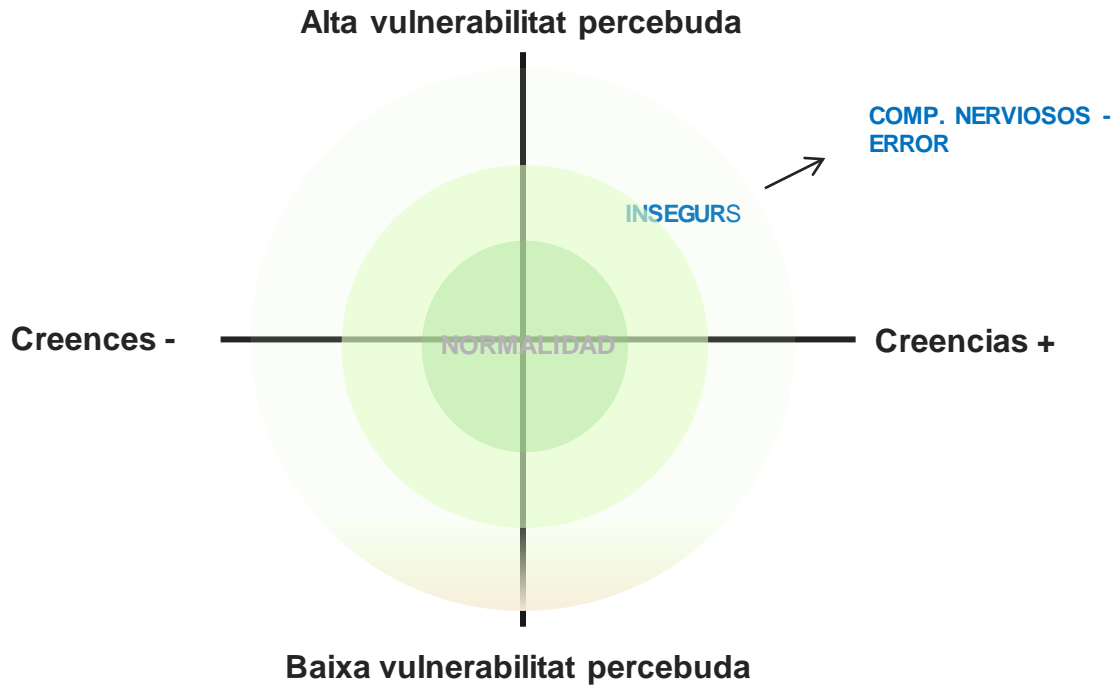 Alta vulnerabilitat percebuda
COMP. NERVIOSOS -
ERROR
INSEGURS
Creences -
NORMALIDAD
Creencias +
Baixa vulnerabilitat percebuda